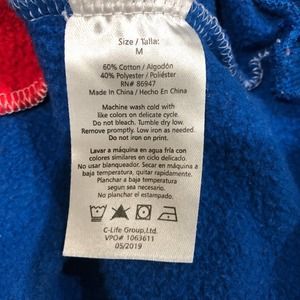 Size / Talla:
M
60% Cotton / Algodón
40% Polyester / Poliéster
RN# 86947
Made In China / Hecho En China
Machine wash cold with
like colors on delicate cycle.
Do not bleach. Tumble dry low.
Remove promptly. Low iron as needed.
Do not iron on print.
Lavar a máquina en agua fría con
colores similares en ciclo delicado.
No usar blanqueador. Secar en máquina a
baja temperatura, quitar rapidamente.
Planchar a baja temperatura
segun sea necesario.
No planchar el estampado.
C-Life Group,Ltd.
VPO# 1063611
05/2019